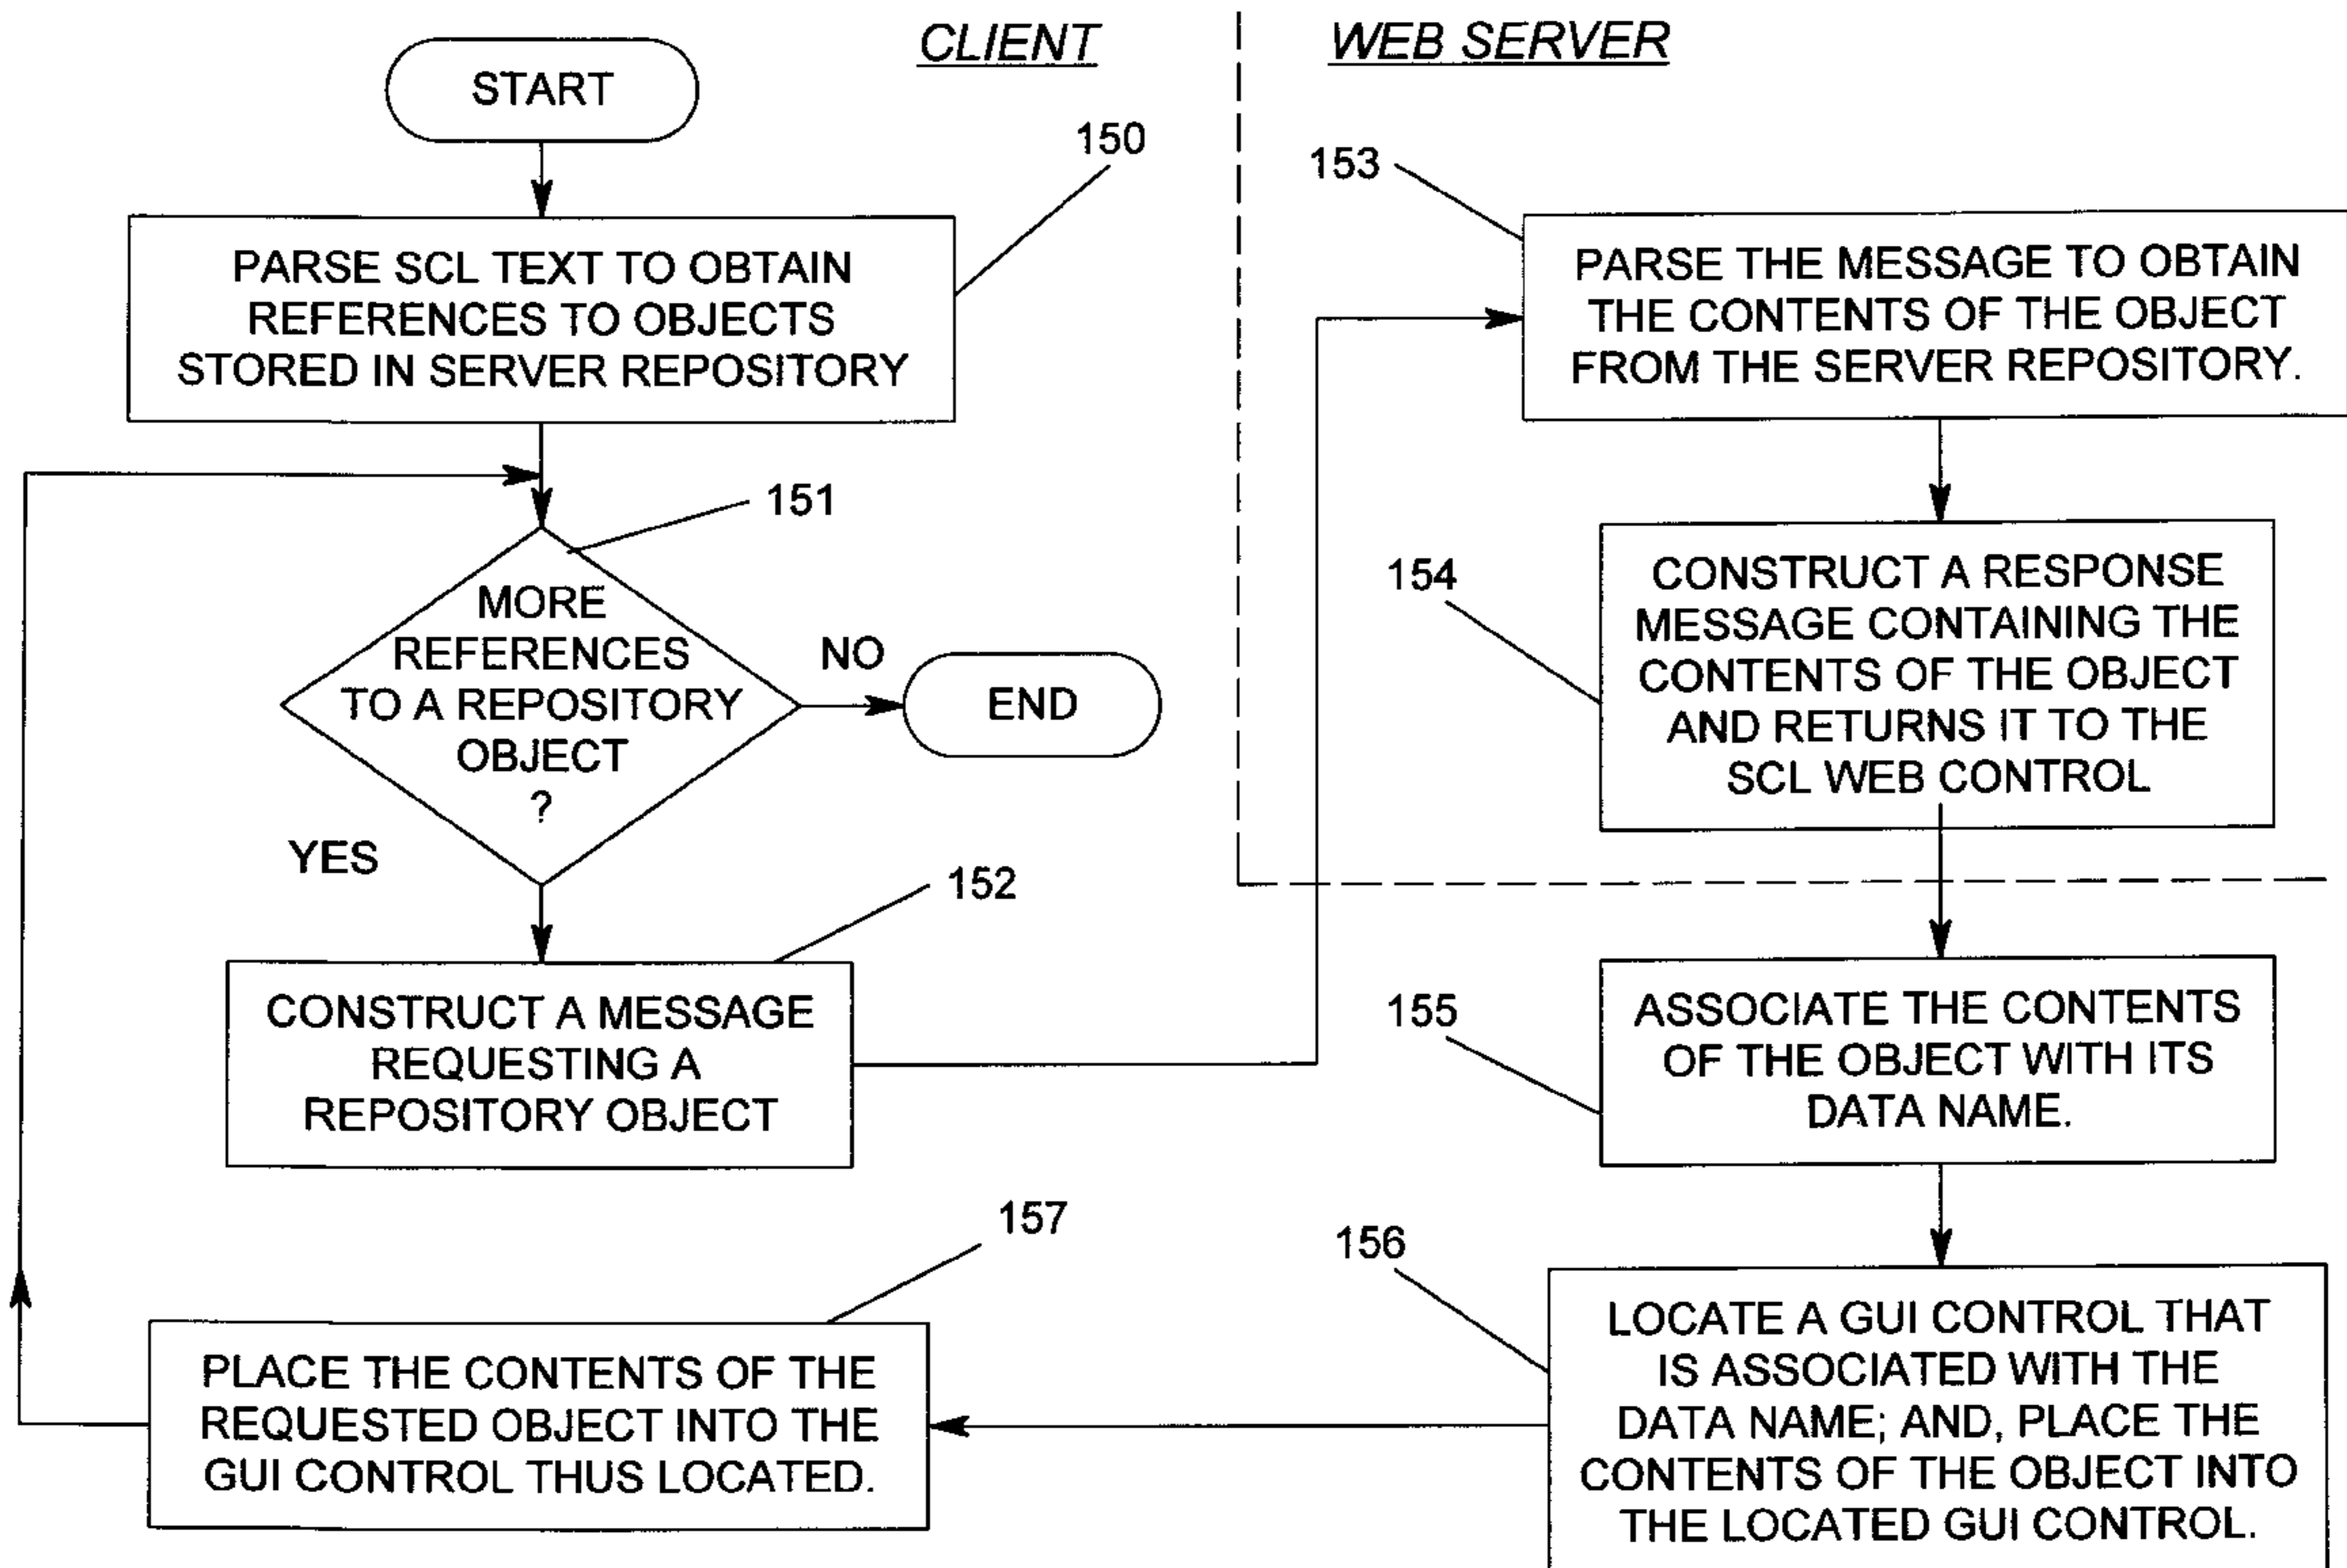 CLIENT
WEB SERVER
START
150
PARSE SCL TEXT TO OBTAIN
REFERENCES TO OBJECTS
STORED IN SERVER REPOSITORY
151
MORE
REFERENCES
TO A REPOSITORY
OBJECT
?
NO
END
YES
152
CONSTRUCT A MESSAGE
REQUESTING A
REPOSITORY OBJECT
153
PARSE THE MESSAGE TO OBTAIN
THE CONTENTS OF THE OBJECT
FROM THE SERVER REPOSITORY.
154
CONSTRUCT A RESPONSE
MESSAGE CONTAINING THE
CONTENTS OF THE OBJECT
AND RETURNS IT TO THE
SCL WEB CONTROL
155
ASSOCIATE THE CONTENTS
OF THE OBJECT WITH ITS
DATA NAME.
156
LOCATE A GUI CONTROL THAT
IS ASSOCIATED WITH THE
DATA NAME; AND, PLACE THE
CONTENTS OF THE OBJECT INTO
THE LOCATED GUI CONTROL.
157
PLACE THE CONTENTS OF THE
REQUESTED OBJECT INTO THE
GUI CONTROL THUS LOCATED.